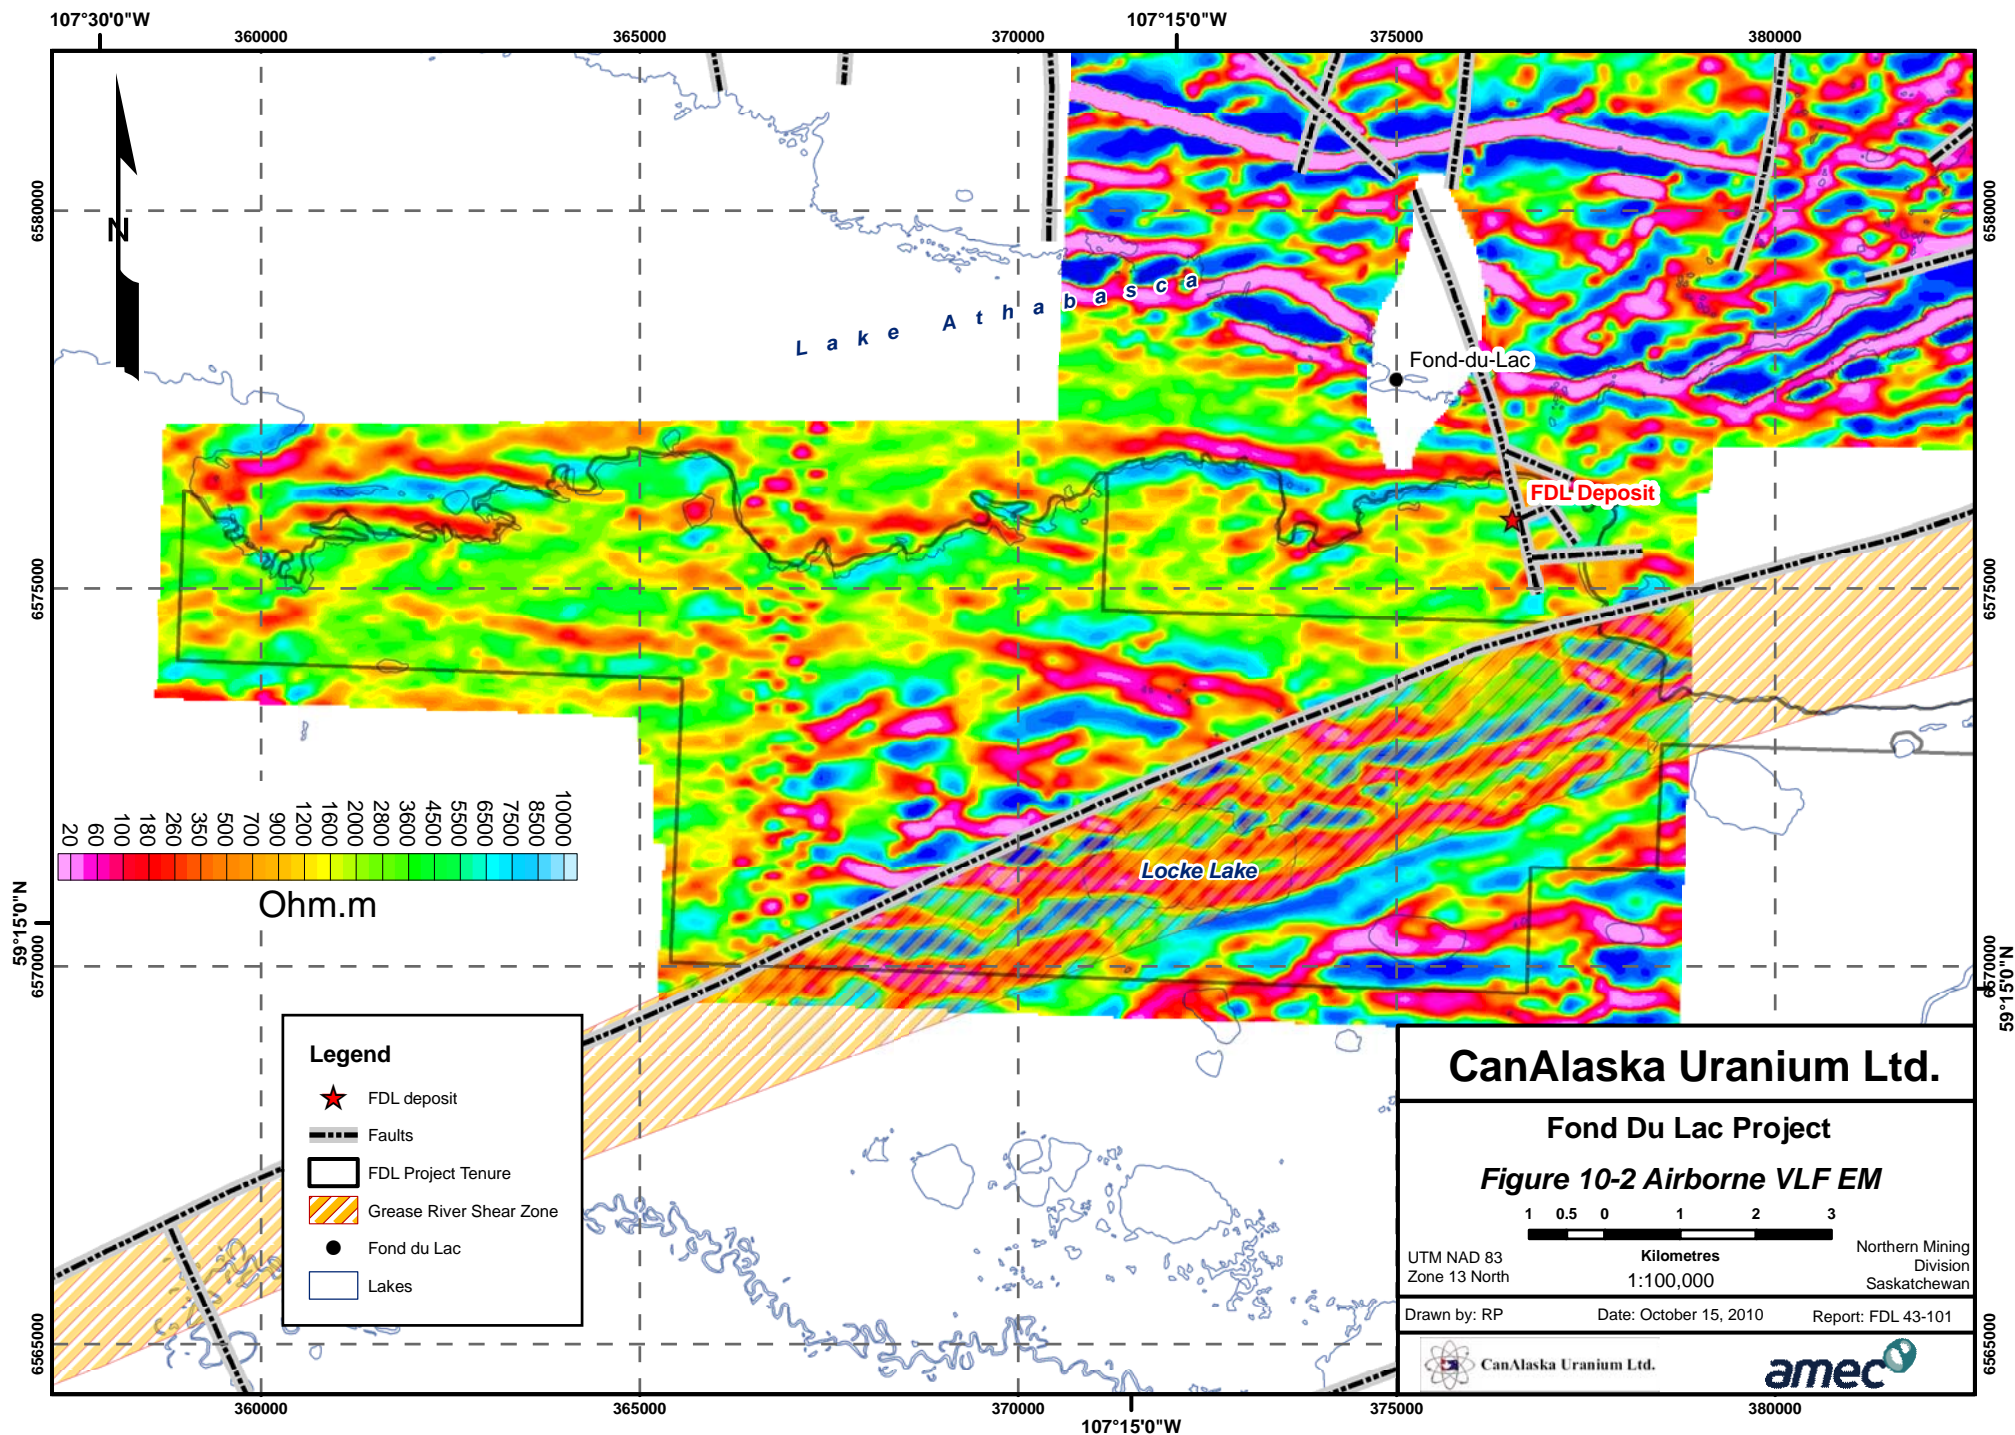 107°30'0"W
107°15'0"W
360000
365000
370000
375000
380000
6580000
6580000
N
Lake Athabasca
Fond-du-Lac
FDL Deposit
6575000
6575000
20 60 100 180 260 350 500 700 900 1200 1600 2000 2800 3600 4500 5500 6500 7500 8500 10000
Ohm.m
Locke Lake
59°15'0"N
6570000
6570000
59°15'0"N
Legend
FDL deposit
Faults
FDL Project Tenure
Grease River Shear Zone
Fond du Lac
Lakes
CanAlaska Uranium Ltd.
Fond Du Lac Project
Figure 10-2 Airborne VLF EM
1 0.5 0 1 2 3
Kilometres
1:100,000
UTM NAD 83
Zone 13 North
Northern Mining
Division
Saskatchewan
Drawn by: RP
Date: October 15, 2010
Report: FDL 43-101
CanAlaska Uranium Ltd.
amec
6565000
6565000
360000
365000
370000
375000
380000
107°15'0"W